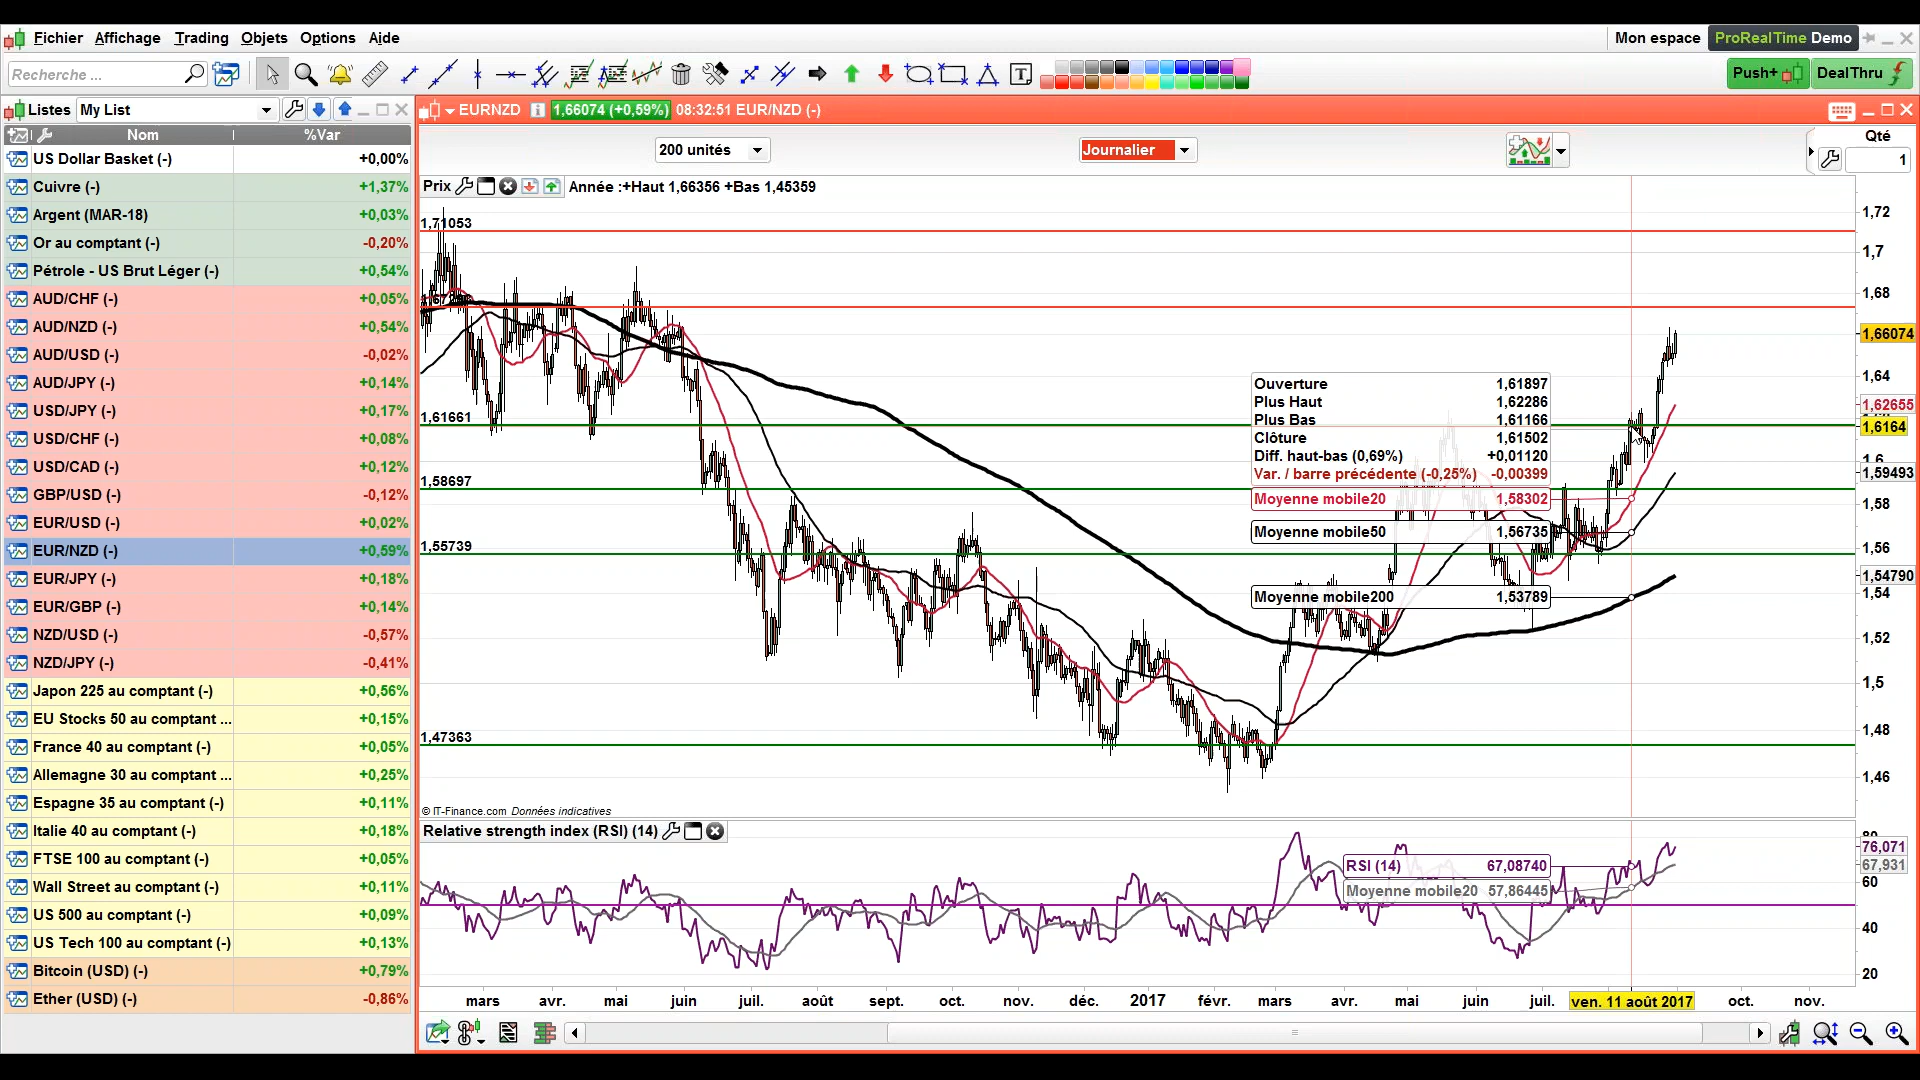 Fichier Affichage Trading Objets Options Aide
Mon espace ProRealTime Demo
Recherche ...
Push+ DealThru
Listes My List
Nom %Var
US Dollar Basket (-) +0,00%
Cuivre (-) +1,37%
Argent (MAR-18) +0,03%
Or au comptant (-) -0,20%
Pétrole - US Brut Léger (-) +0,54%
AUD/CHF (-) +0,05%
AUD/NZD (-) +0,54%
AUD/USD (-) -0,02%
AUD/JPY (-) +0,14%
USD/JPY (-) +0,17%
USD/CHF (-) +0,08%
USD/CAD (-) +0,12%
GBP/USD (-) -0,12%
EUR/USD (-) +0,02%
EUR/NZD (-) +0,59%
EUR/JPY (-) +0,18%
EUR/GBP (-) +0,14%
NZD/USD (-) -0,57%
NZD/JPY (-) -0,41%
Japon 225 au comptant (-) +0,56%
EU Stocks 50 au comptant ... +0,15%
France 40 au comptant (-) +0,05%
Allemagne 30 au comptant ... +0,25%
Espagne 35 au comptant (-) +0,11%
Italie 40 au comptant (-) +0,18%
FTSE 100 au comptant (-) +0,05%
Wall Street au comptant (-) +0,11%
US 500 au comptant (-) +0,09%
US Tech 100 au comptant (-) +0,13%
Bitcoin (USD) (-) +0,79%
Ether (USD) (-) -0,86%
EURNZD 1,66074 (+0,59%) 08:32:51 EUR/NZD (-)
200 unités Journalier Qté
1
Prix Année :+Haut 1,66356 +Bas 1,45359
1,71053
1,61661
1,58697
1,55739
1,47363
Ouverture 1,61897
Plus Haut 1,62286
Plus Bas 1,61166
Clôture 1,61502
Diff. haut-bas (0,69%) +0,01120
Var. / barre précédente (-0,25%) -0,00399
Moyenne mobile20 1,58302
Moyenne mobile50 1,56735
Moyenne mobile200 1,53789
1,72
1,7
1,68
1,66074
1,64
1,62655
1,6164
1,6
1,59493
1,58
1,56
1,54790
1,54
1,52
1,5
1,48
1,46
© IT-Finance.com Données indicatives
Relative strength index (RSI) (14)
RSI (14) 67,08740
Moyenne mobile20 57,86445
80
76,071
67,931
60
40
20
mars avr. mai juin juil. août sept. oct. nov. déc. 2017 févr. mars avr. mai juin juil. ven. 11 août 2017 oct. nov.